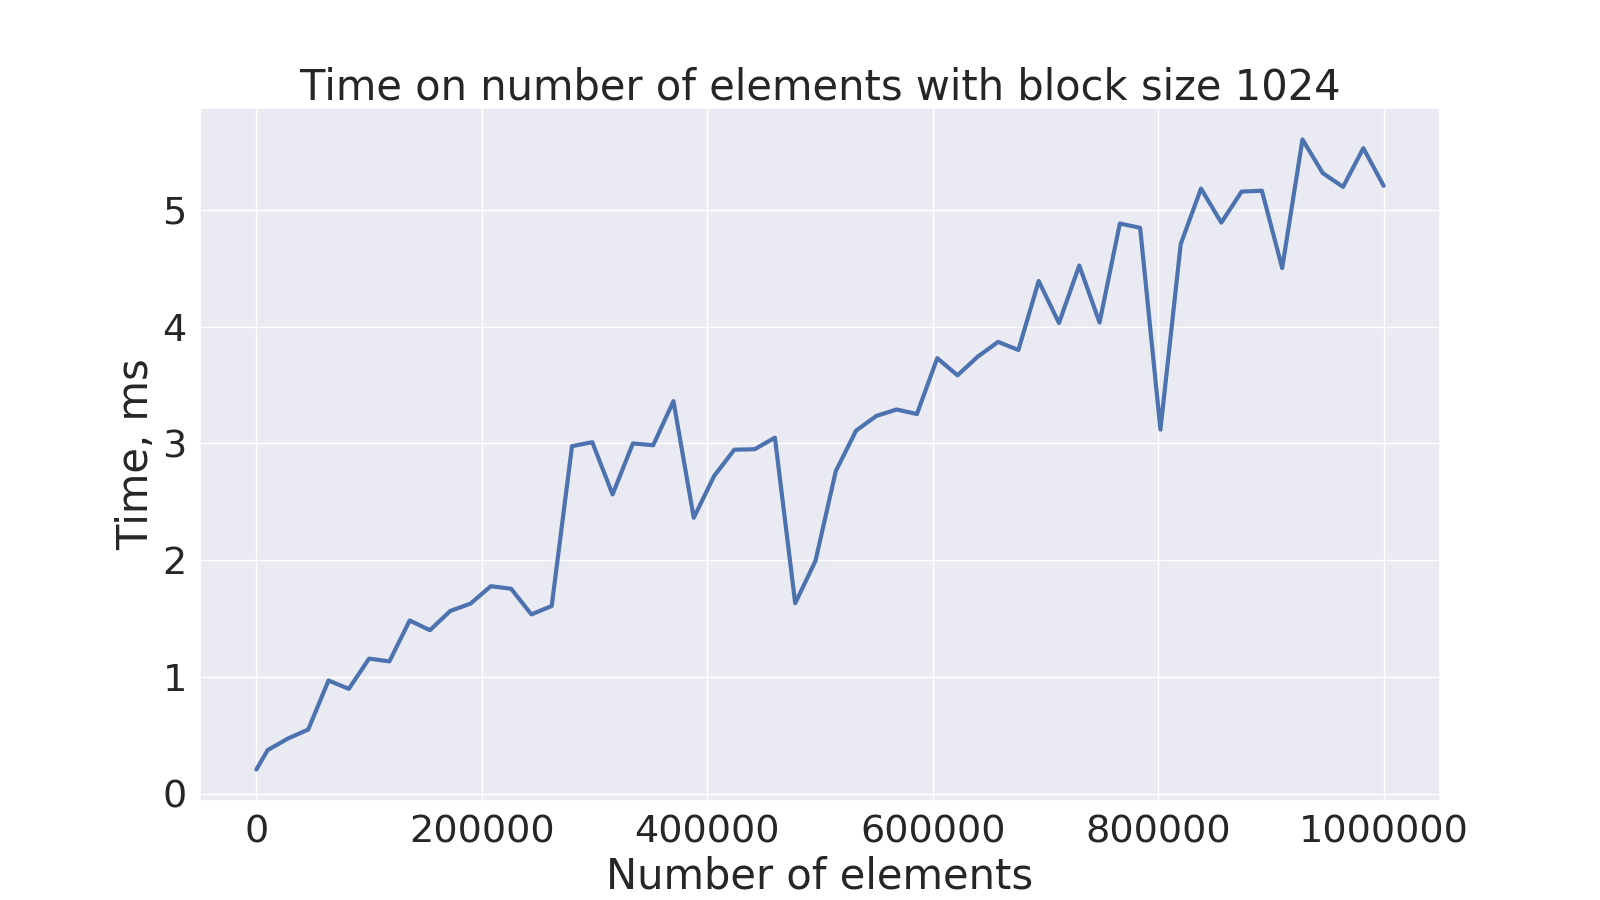 Time on number of elements with block size 1024
5
4
3
2
1
0
Time, ms
0 200000 400000 600000 800000 1000000
Number of elements